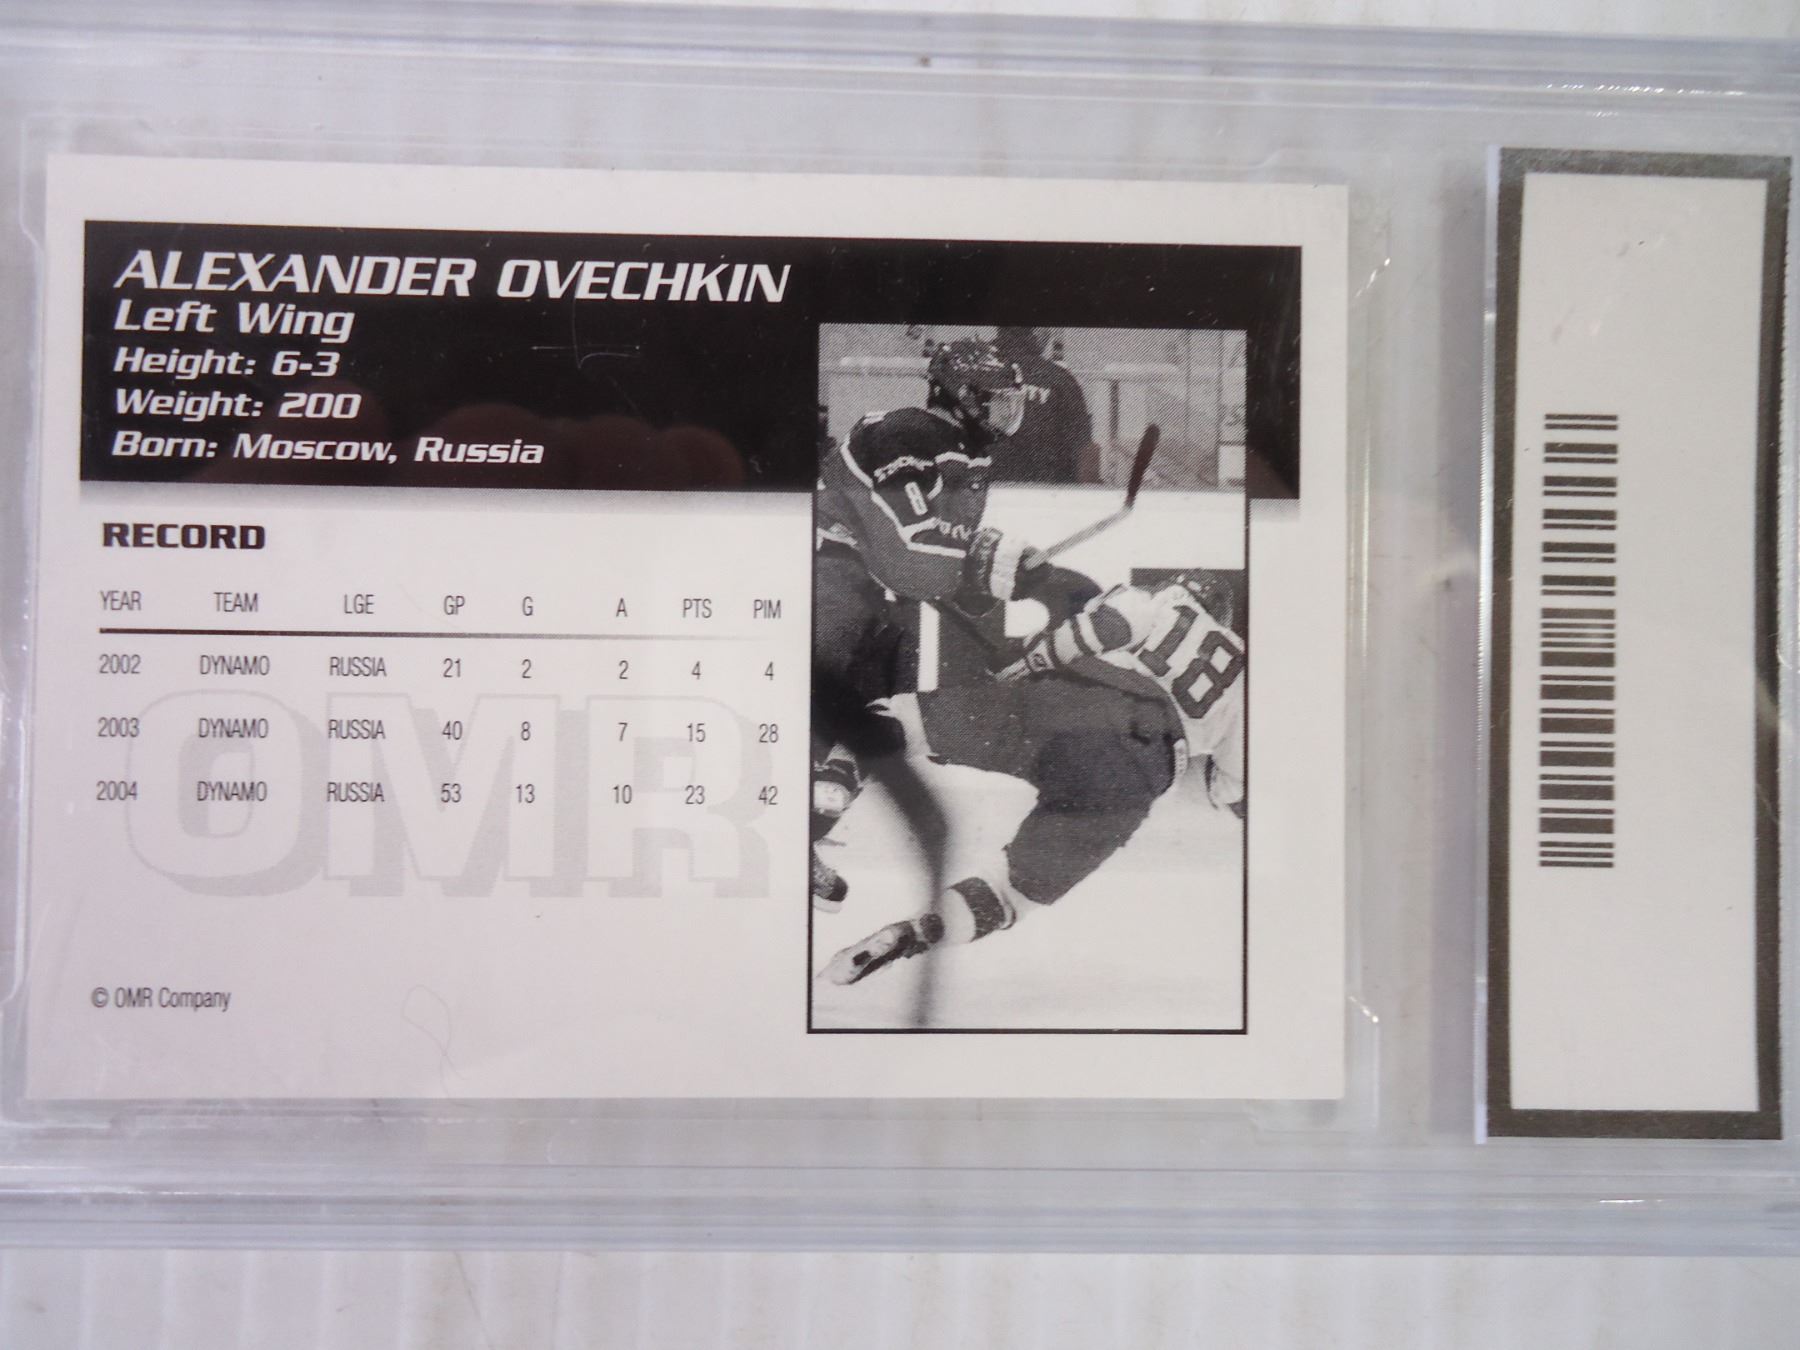 ALEXANDER OVECHKIN
Left Wing
Height: 6-3
Weight: 200
Born: Moscow, Russia
RECORD
YEAR TEAM LGE GP G A PTS PIM
2002 DYNAMO RUSSIA 21 2 2 4 4
2003 DYNAMO RUSSIA 40 8 7 15 28
2004 DYNAMO RUSSIA 53 13 10 23 42
OMR
© OMR Company
8
18